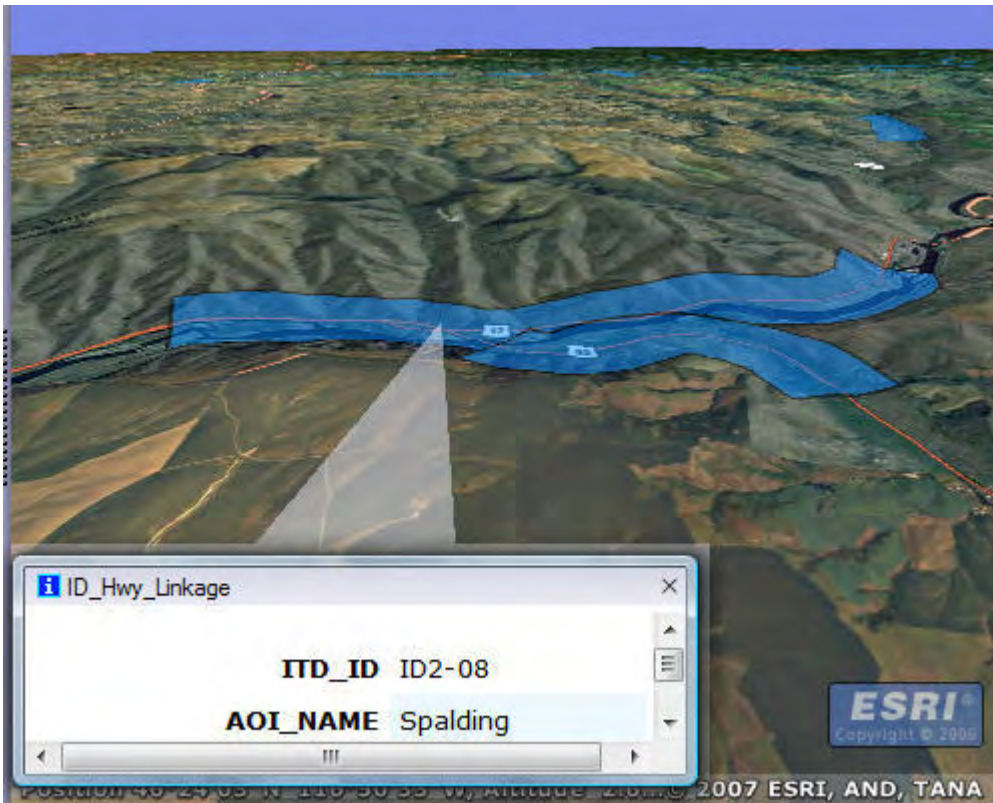 ID_Hwy_Linkage
ITD_ID ID2-08
AOI_NAME Spalding
ESRI®
Copyright © 2006
© 2007 ESRI, AND, TANA